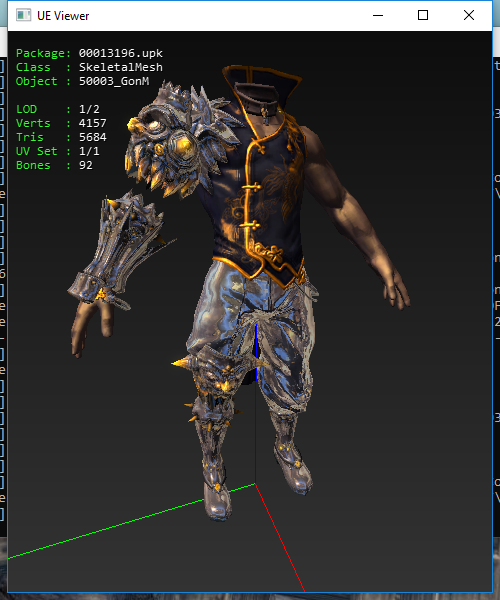 UE Viewer
Package: 00013196.upk
Class : SkeletalMesh
Object : 50003_GonM
LOD : 1/2
Verts : 4157
Tris : 5684
UV Set : 1/1
Bones : 92